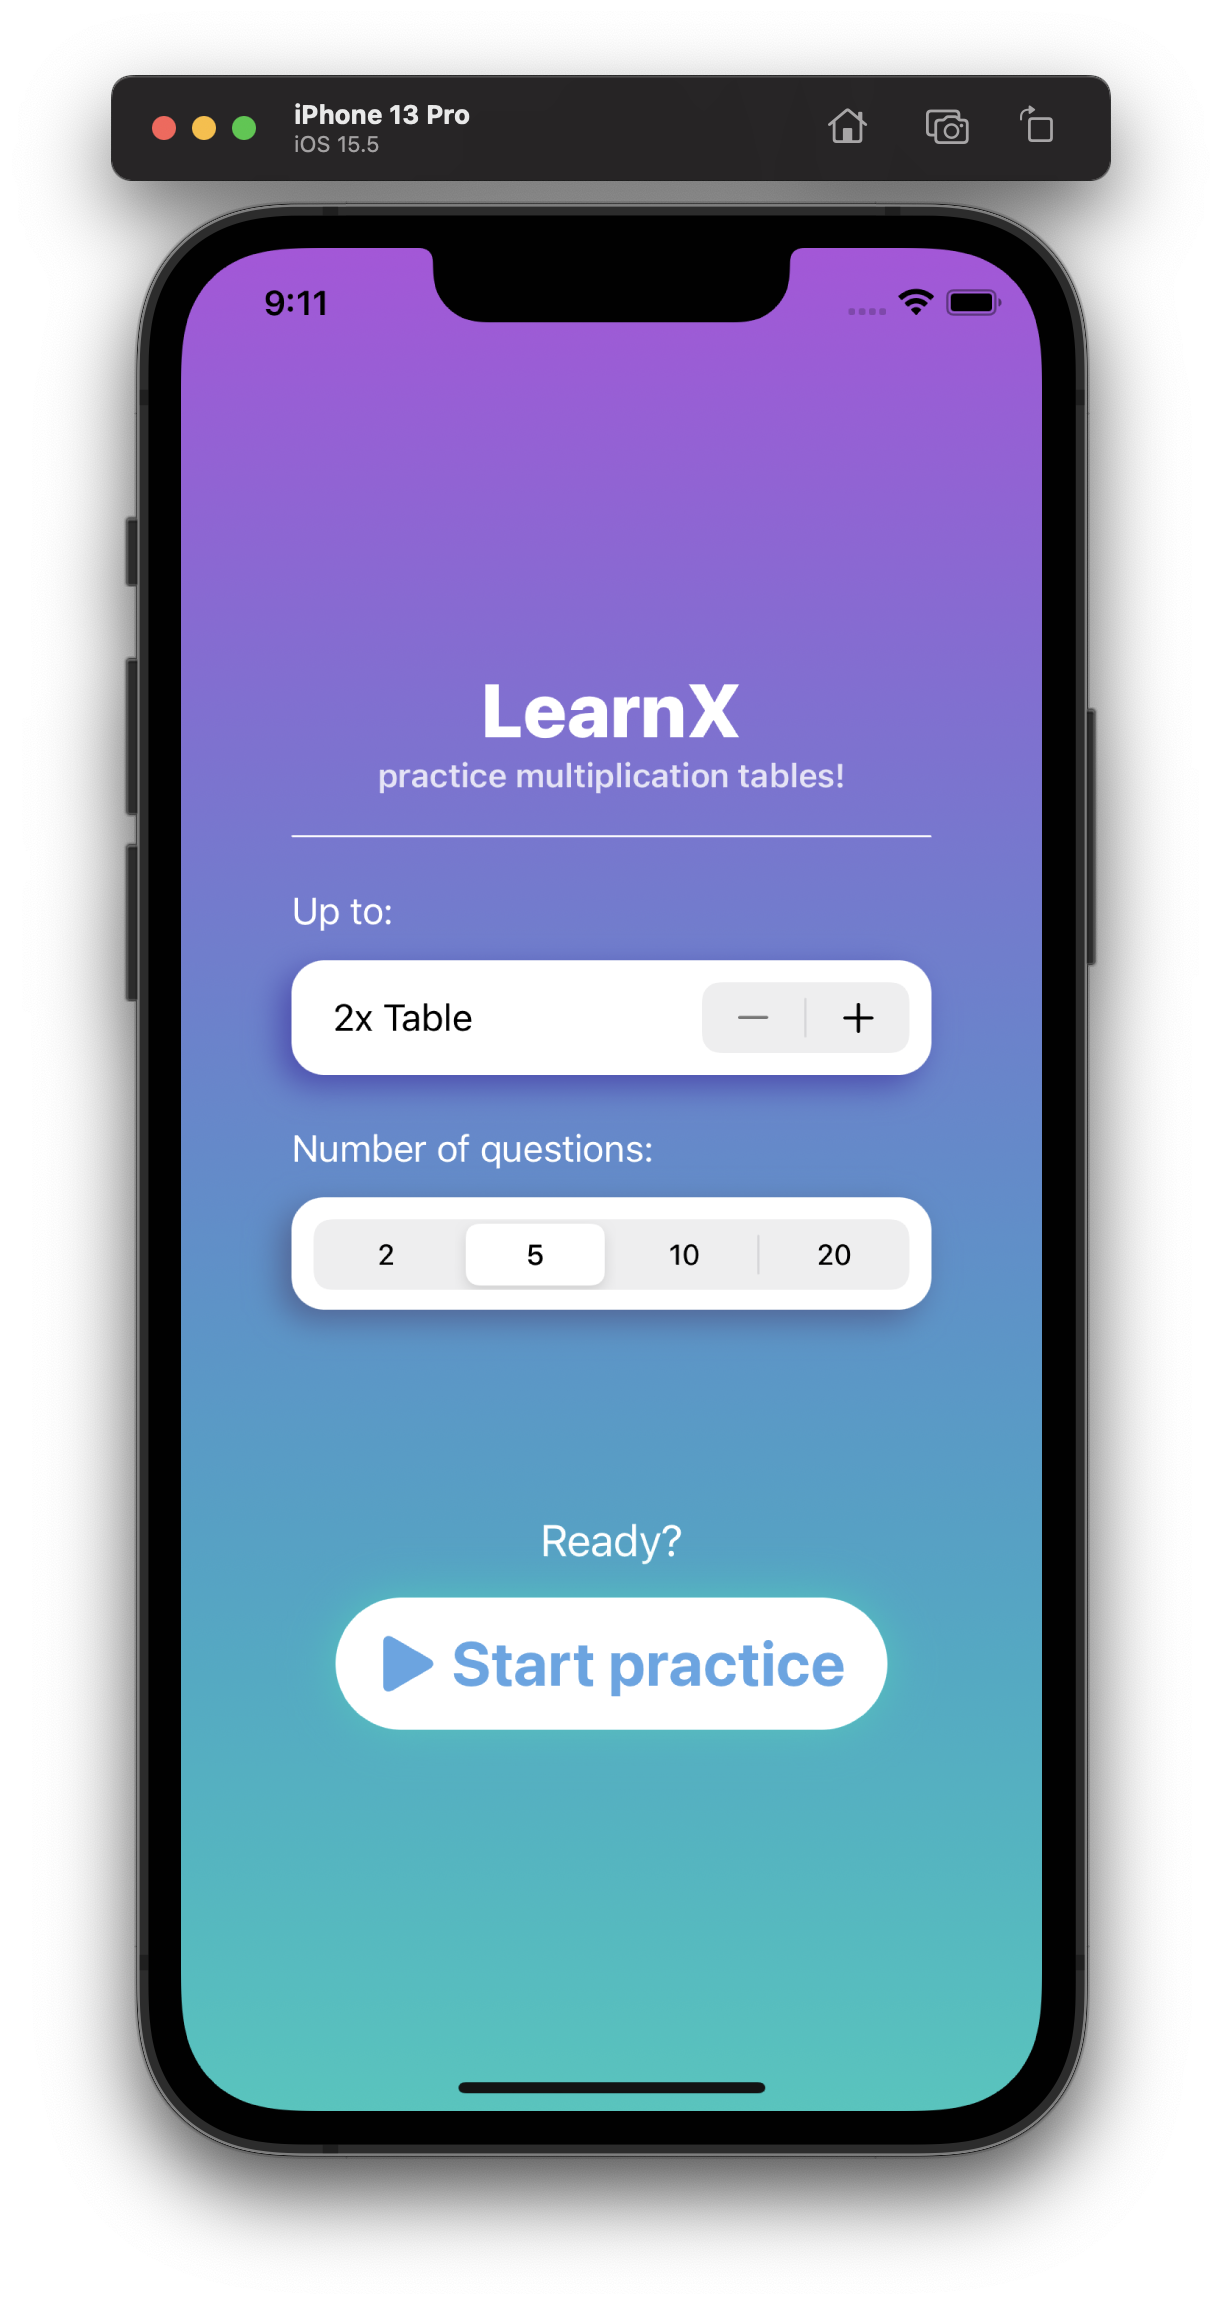 iPhone 13 Pro
iOS 15.5
9:11
LearnX
practice multiplication tables!
Up to:
2x Table
Number of questions:
2 5 10 20
Ready?
Start practice